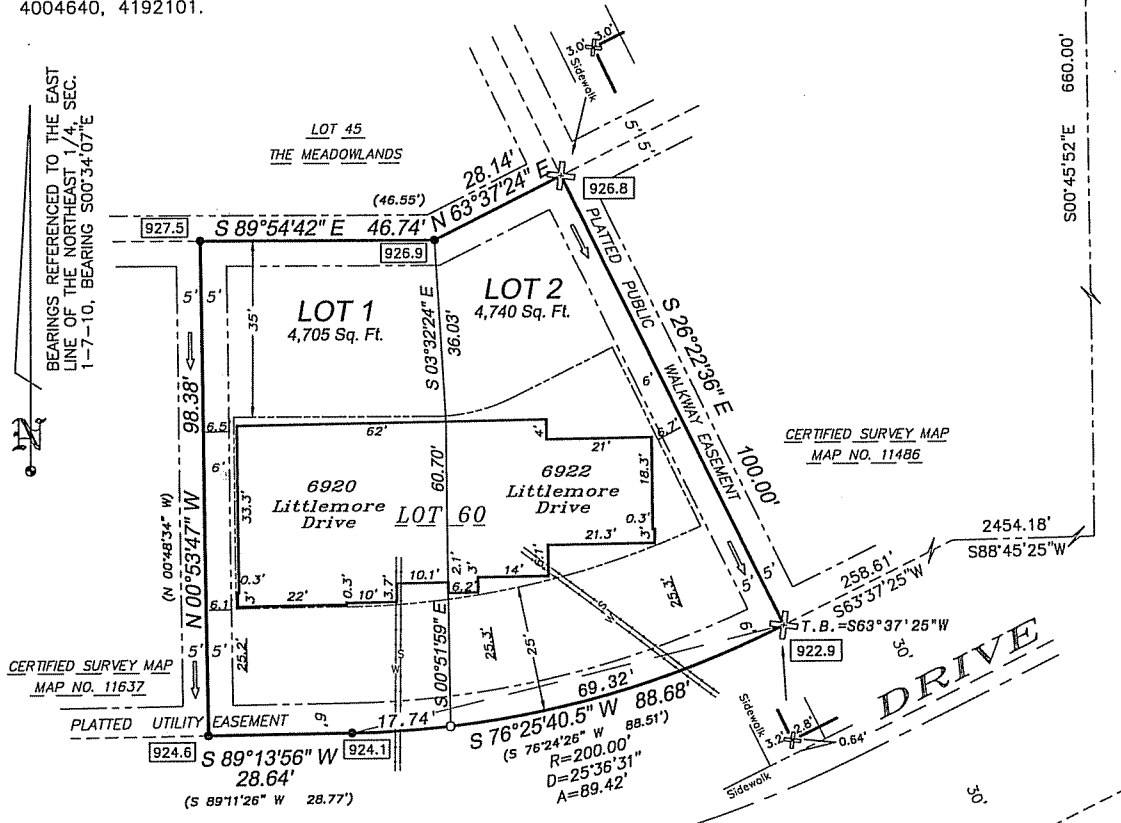 4004640, 4192101.
BEARINGS REFERENCED TO THE EAST
LINE OF THE NORTHEAST 1/4, SEC.
1-7-10, BEARING S00°34'07"E
N
LOT 45
THE MEADOWLANDS
3.0' 3.0'
Sidewalk
5' 5'
S00°45'52"E 660.00'
28.14'
N 63°37'24" E
(46.55')
926.8
927.5
S 89°54'42" E 46.74'
926.9
PLATTED PUBLIC WALKWAY EASEMENT
5' 5'
35'
LOT 1
4,705 Sq. Ft.
LOT 2
4,740 Sq. Ft.
S 03°32'24" E
36.03'
S 26°22'36" E 100.00'
6'
6.7'
CERTIFIED SURVEY MAP
MAP NO. 11486
98.38'
N 00°53'47" W
(N 00°48'34" W)
6.5'
6'
62'
4'
21'
18.3'
0.3'
3'
21.3'
33.3'
6920
Littlemore
Drive
60.70'
6922
Littlemore
Drive
LOT 60
2454.18'
S88°45'25"W
258.61'
S63°37'25"W
0.3'
3'
22'
0.3'
10'
3.7'
10.1'
2.1'
3'
6.2'
14'
6.1'
6.1'
5' 5'
25.2'
S
W
S 00°51'59" E
25.3'
25'
S
W
25.3'
5' 5'
6'
T.B.=S63°37'25"W
922.9
30'
DRIVE
CERTIFIED SURVEY MAP
MAP NO. 11637
PLATTED UTILITY EASEMENT
6'
17.74'
69.32'
924.6
924.1
S 89°13'56" W
28.64'
(S 89°11'26" W 28.77')
S 76°25'40.5" W 88.68'
(S 76°24'26" W 88.51')
R=200.00'
D=25°36'31"
A=89.42'
Sidewalk
3.2' 2.8'
0.64'
Sidewalk
30'